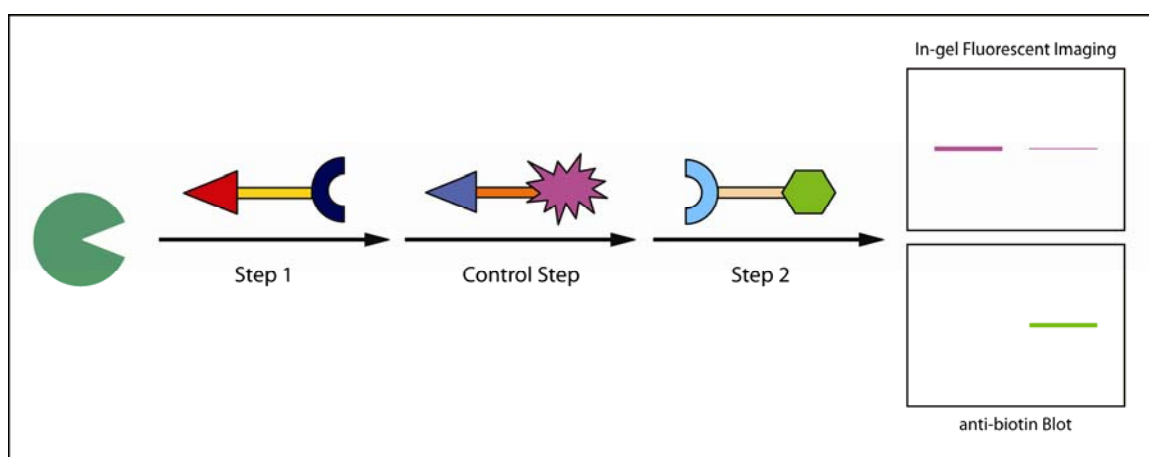 In-gel Fluorescent Imaging
Step 1
Control Step
Step 2
anti-biotin Blot